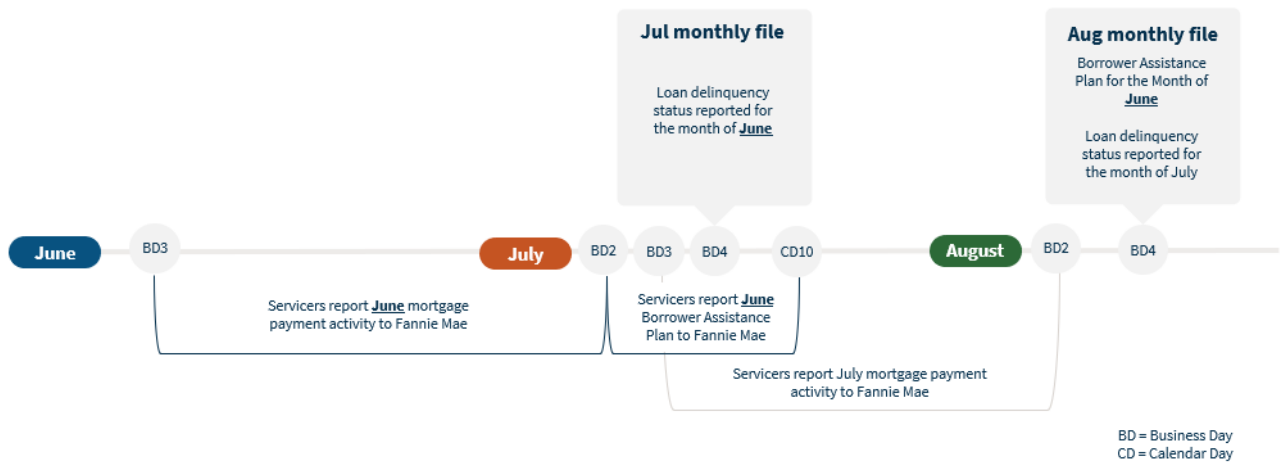 Jul monthly file
Loan delinquency
status reported for
the month of June
Aug monthly file
Borrower Assistance
Plan for the Month of
June
Loan delinquency
status reported for
the month of July
June
BD3
July
BD2
BD3
BD4
CD10
August
BD2
BD4
Servicers report June mortgage
payment activity to Fannie Mae
Servicers report June
Borrower Assistance
Plan to Fannie Mae
Servicers report July mortgage payment
activity to Fannie Mae
BD = Business Day
CD = Calendar Day